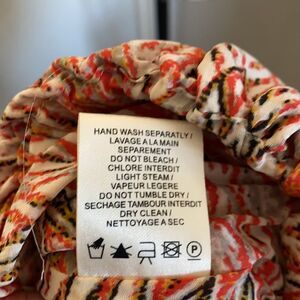 HAND WASH SEPARATLY /
LAVAGE A LA MAIN
SEPAREMENT
DO NOT BLEACH /
CHLORE INTERDIT
LIGHT STEAM /
VAPEUR LEGERE
DO NOT TUMBLE DRY /
SECHAGE TAMBOUR INTERDIT
DRY CLEAN /
NETTOYAGE A SEC
P